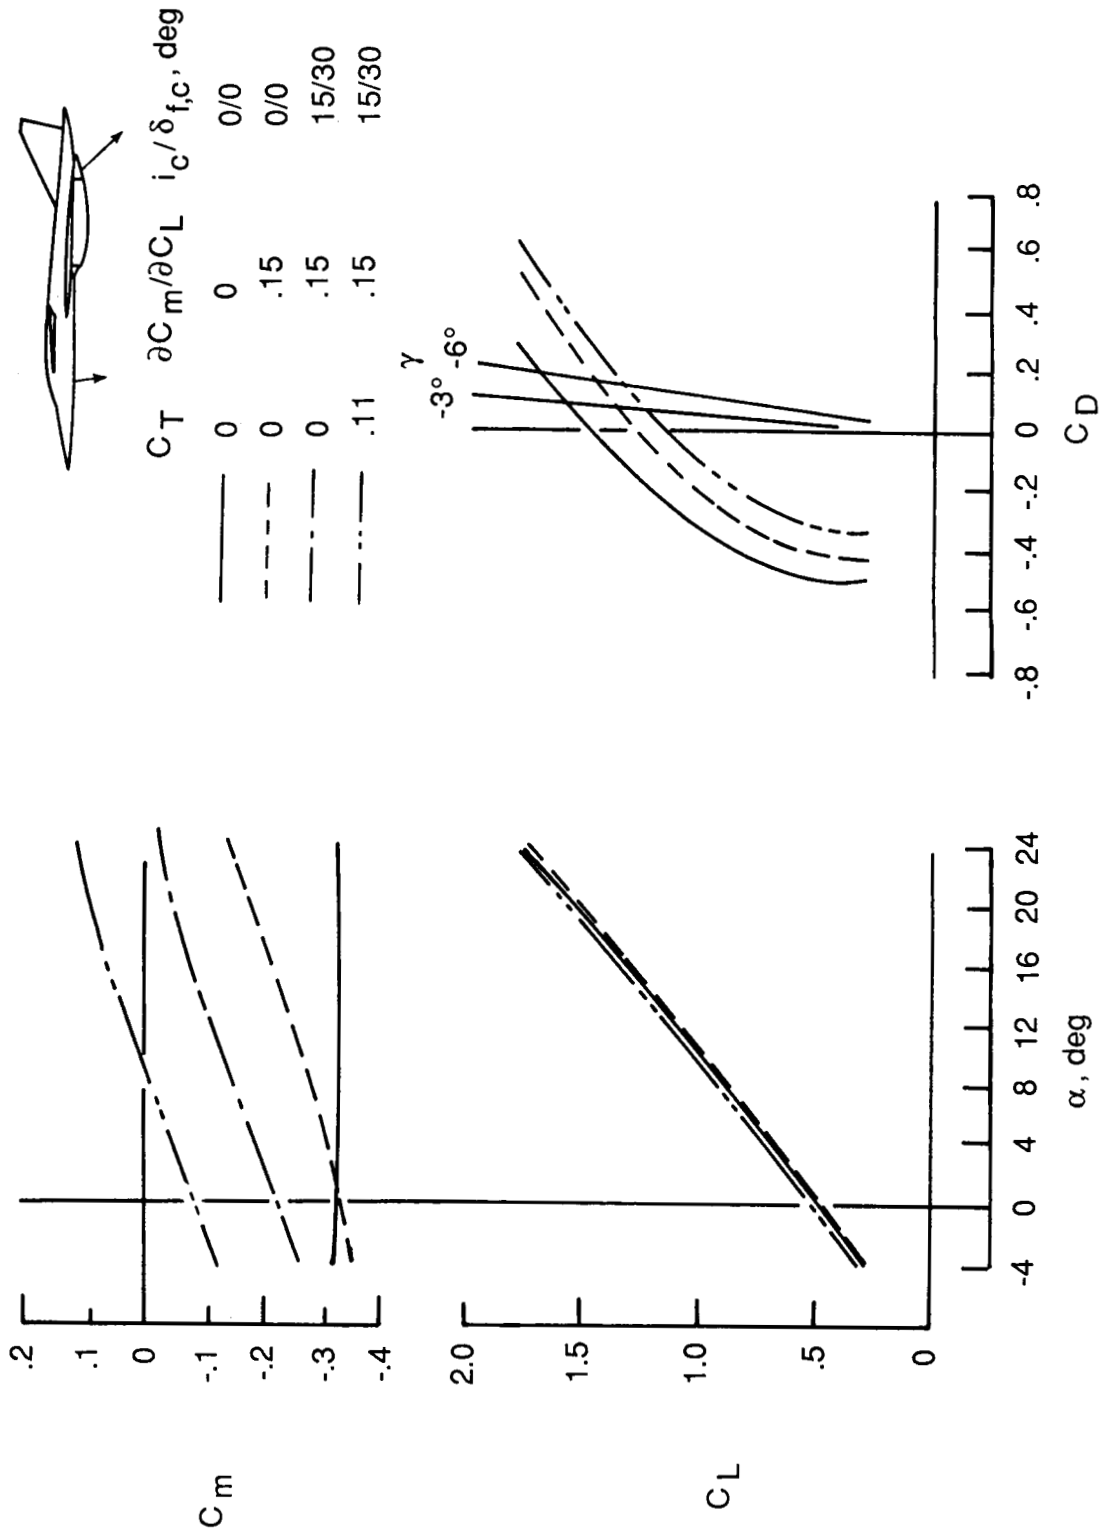 C_T ∂C_m/∂C_L i_c/δ_f,c, deg
0 0 0/0
0 .15 0/0
0 .15 15/30
.11 .15 15/30
C_m
.2
.1
0
-.1
-.2
-.3
-.4
C_L
2.0
1.5
1.0
.5
0
-4 0 4 8 12 16 20 24
α, deg
γ
-3° -6°
-.8 -.6 -.4 -.2 0 .2 .4 .6 .8
C_D